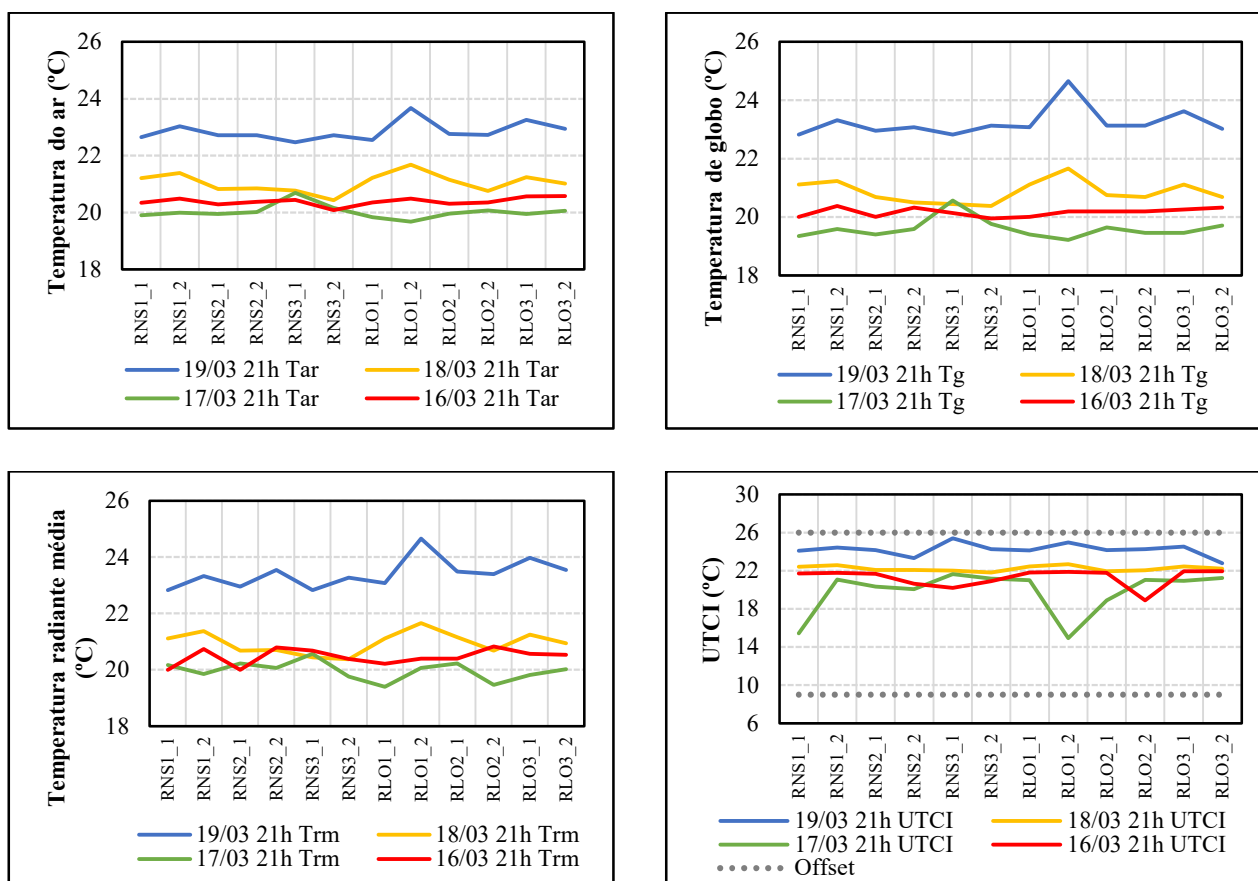 Temperatura do ar (ºC)
26
24
22
20
18
RNS1_1
RNS1_2
RNS2_1
RNS2_2
RNS3_1
RNS3_2
RLO1_1
RLO1_2
RLO2_1
RLO2_2
RLO3_1
RLO3_2
19/03 21h Tar
18/03 21h Tar
17/03 21h Tar
16/03 21h Tar
Temperatura de globo (ºC)
26
24
22
20
18
RNS1_1
RNS1_2
RNS2_1
RNS2_2
RNS3_1
RNS3_2
RLO1_1
RLO1_2
RLO2_1
RLO2_2
RLO3_1
RLO3_2
19/03 21h Tg
18/03 21h Tg
17/03 21h Tg
16/03 21h Tg
Temperatura radiante média
(ºC)
26
24
22
20
18
RNS1_1
RNS1_2
RNS2_1
RNS2_2
RNS3_1
RNS3_2
RLO1_1
RLO1_2
RLO2_1
RLO2_2
RLO3_1
RLO3_2
19/03 21h Trm
18/03 21h Trm
17/03 21h Trm
16/03 21h Trm
UTCI (ºC)
30
26
22
18
14
10
6
RNS1_1
RNS1_2
RNS2_1
RNS2_2
RNS3_1
RNS3_2
RLO1_1
RLO1_2
RLO2_1
RLO2_2
RLO3_1
RLO3_2
19/03 21h UTCI
18/03 21h UTCI
17/03 21h UTCI
16/03 21h UTCI
Offset